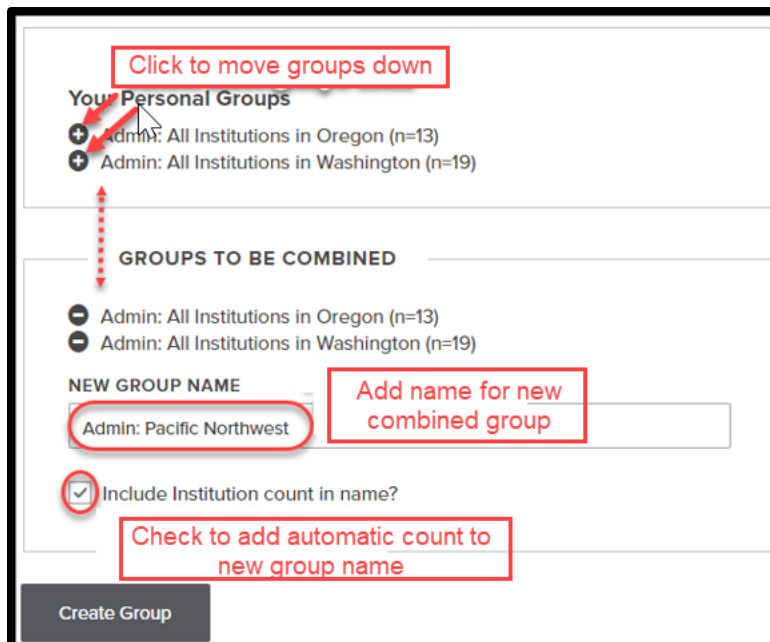 Click to move groups down
Your Personal Groups
Admin: All Institutions in Oregon (n=13)
Admin: All Institutions in Washington (n=19)
GROUPS TO BE COMBINED
Admin: All Institutions in Oregon (n=13)
Admin: All Institutions in Washington (n=19)
NEW GROUP NAME
Add name for new
combined group
Admin: Pacific Northwest
Include Institution count in name?
Check to add automatic count to
new group name
Create Group